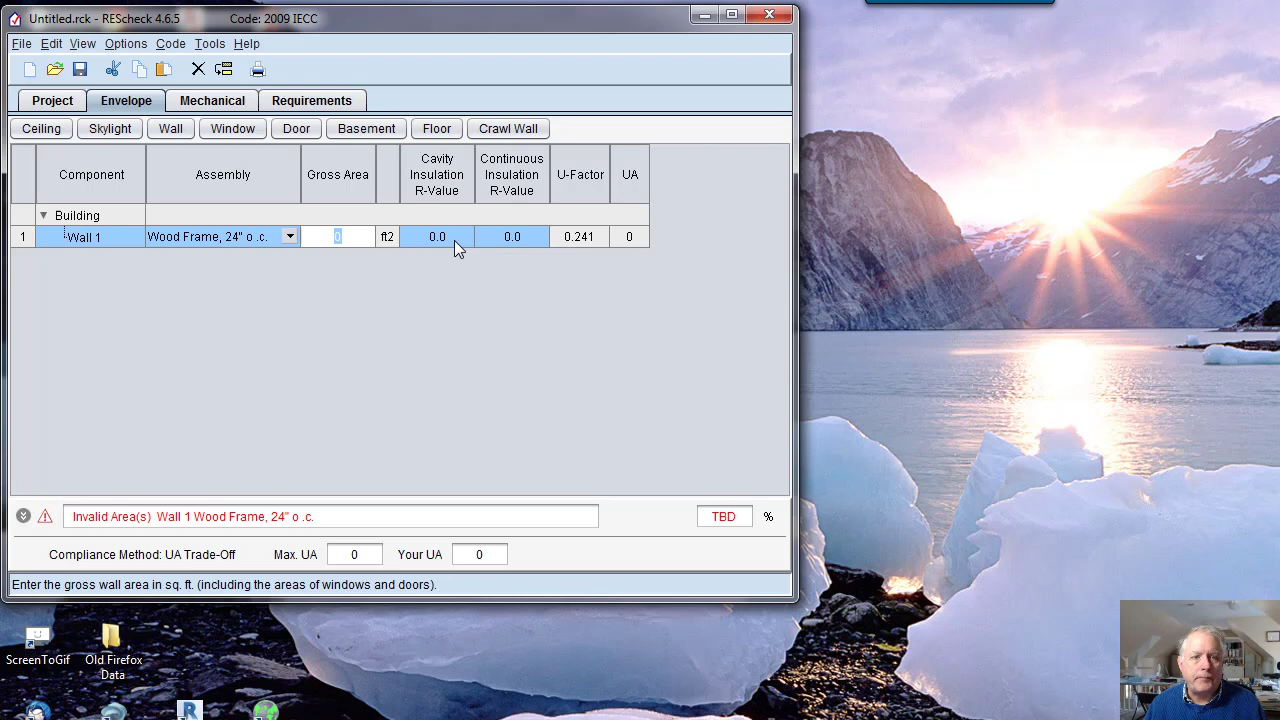 Untitled.rck - REScheck 4.6.5 Code: 2009 IECC
File Edit View Options Code Tools Help
Project Envelope Mechanical Requirements
Ceiling Skylight Wall Window Door Basement Floor Crawl Wall
Component Assembly Gross Area Cavity Insulation R-Value Continuous Insulation R-Value U-Factor UA
Building
1 Wall 1 Wood Frame, 24" o .c. 0 ft2 0.0 0.0 0.241 0
Invalid Area(s) Wall 1 Wood Frame, 24" o .c. TBD %
Compliance Method: UA Trade-Off Max. UA 0 Your UA 0
Enter the gross wall area in sq. ft. (including the areas of windows and doors).
ScreenToGif
Old Firefox
Data
R